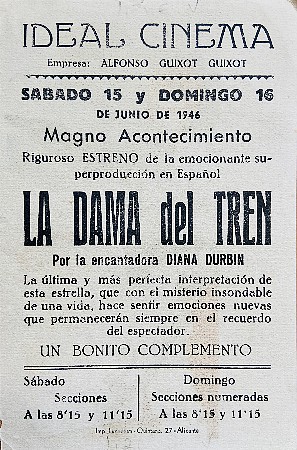 IDEAL CINEMA
Empresa: ALFONSO GUIXOT GUIXOT
SABADO 15 y DOMINGO 16
DE JUNIO DE 1946
Magno Acontecimiento
Riguroso ESTRENO de la emocionante su-
perproducción en Español
LA DAMA del TREN
Por la encantadora DIANA DURBIN
La última y más perfecta interpretación de
esta estrella, que con el misterio insondable
de una vida, hace sentir emociones nuevas
que permanecerán siempre en el recuerdo
del espectador.
UN BONITO COMPLEMENTO
Sábado
Secciones
A las 8'15 y 11'15
Domingo
Secciones numeradas
A las 8'15 y 11'15
Imp. Quintana, 27-Alicante